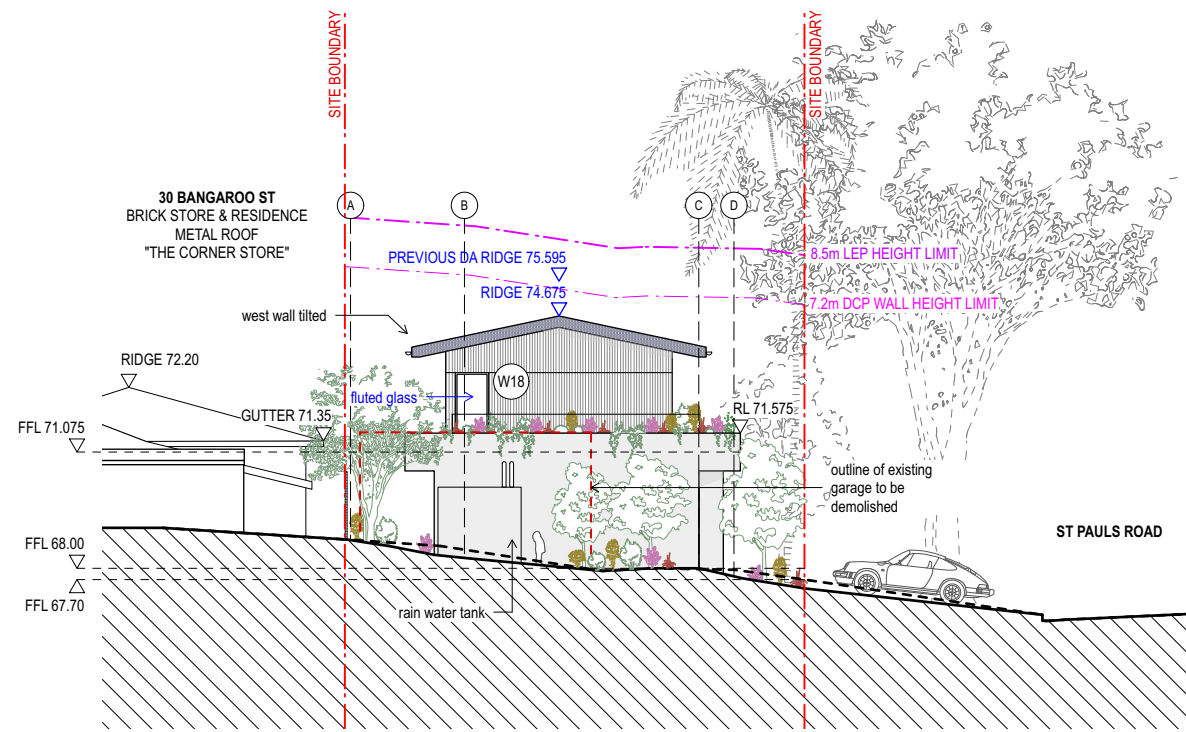 SITE BOUNDARY
SITE BOUNDARY
30 BANGAROO ST
BRICK STORE & RESIDENCE
METAL ROOF
"THE CORNER STORE"
A
B
C
D
8.5m LEP HEIGHT LIMIT
PREVIOUS DA RIDGE 75.595
RIDGE 74.675
7.2m DCP WALL HEIGHT LIMIT
west wall tilted
RIDGE 72.20
W18
fluted glass
GUTTER 71.35
RL 71.575
FFL 71.075
outline of existing
garage to be
demolished
ST PAULS ROAD
FFL 68.00
FFL 67.70
rain water tank